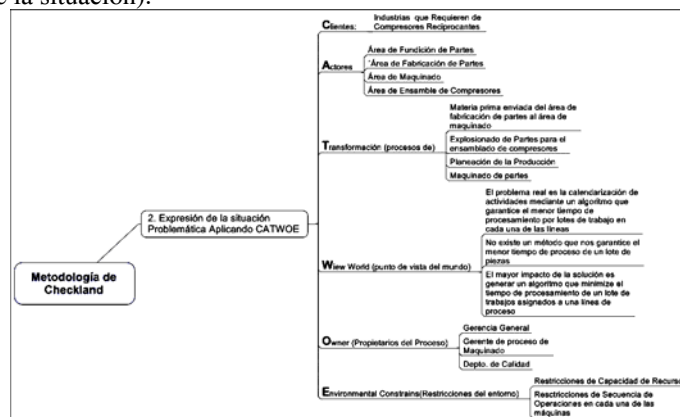 e la situación).
Clientes:
Industrias que Requieren de
Compresores Reciprocantes
Actores
Área de Fundición de Partes
´Área de Fabricación de Partes
Área de Maquinado
Área de Ensamble de Compresores
Transformación (procesos de)
Materia prima enviada del área de
fabricación de partes al área de
maquinado
Explosionado de Partes para el
ensamblado de compresores
Planeación de la Producción
Maquinado de partes
2. Expresión de la situación
Problemática Aplicando CATWOE
Metodología de
Checkland
Wiew World (punto de vista del mundo)
El problema real es la calendarización de
actividades mediante un algoritmo que
garantice el menor tiempo de
procesamiento por lotes de trabajo en
cada una de las líneas
No existe un método que nos garantice el
menor tiempo de proceso de un lote de
piezas
El mayor impacto de la solución es
generar un algoritmo que minimize el
tiempo de procesamiento de un lote de
trabajos asignados a una línea de
proceso
Owner (Propietarios del Proceso)
Gerencia General
Gerente de proceso de
Maquinado
Depto. de Calidad
Environmental Constrains(Restricciones del entorno)
Restricciones de Capacidad de Recurso
Resctricciones de Secuencia de
Operaciones en cada una de las
máquinas